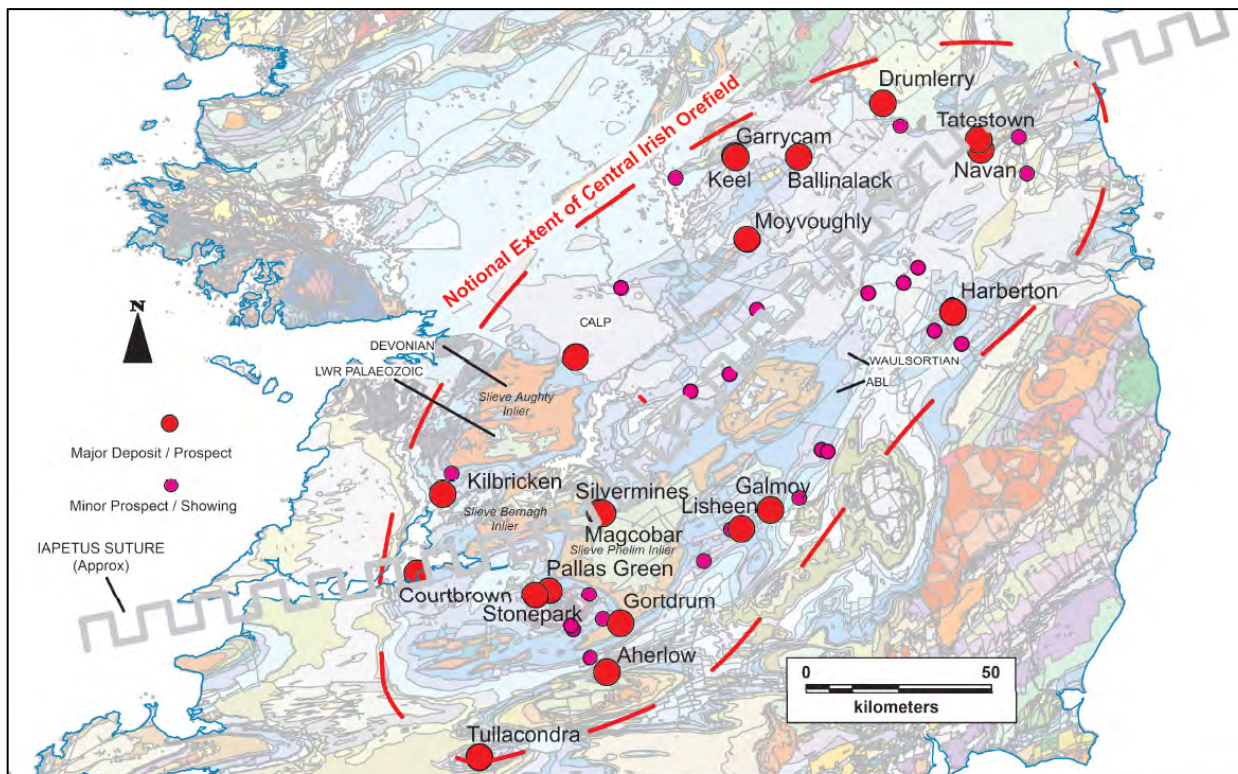 Drumlerry
Tatestown
Navan
Garrycam
Keel
Ballinalack
Moyvoughly
Notional Extent of Central Irish Orefield
Harberton
CALP
DEVONIAN
LWR PALAEOZOIC
WAULSORTIAN
ABL
Slieve Aughty
Inlier
N
Major Deposit / Prospect
Minor Prospect / Showing
IAPETUS SUTURE
(Approx)
Kilbricken
Slieve Bernagh
Inlier
Silvermines
Magcobar
Slieve Phelim Inlier
Galmoy
Lisheen
Pallas Green
Courtbrown
Stonepark
Gortdrum
Aherlow
Tullacondra
0 50
kilometers